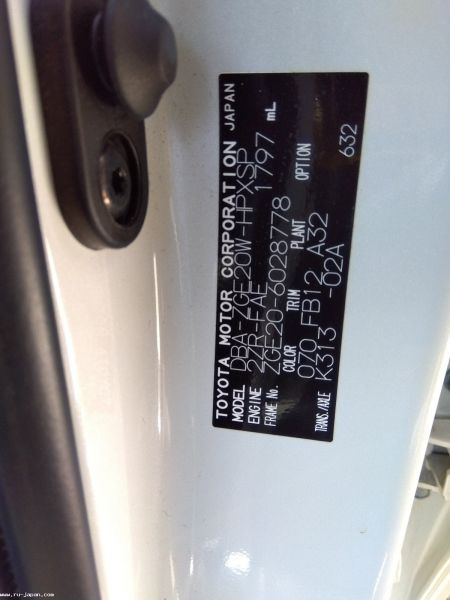 TOYOTA MOTOR CORPORATION JAPAN
MODEL DBA-ZGE20W-HPXSP
ENGINE 2ZR-FAE 1797 mL
FRAME No. ZGE20-6028778
COLOR TRIM PLANT OPTION
070 FB12 A32 632
TRANS./AXLE K313 -02A
www.ru-japan.com